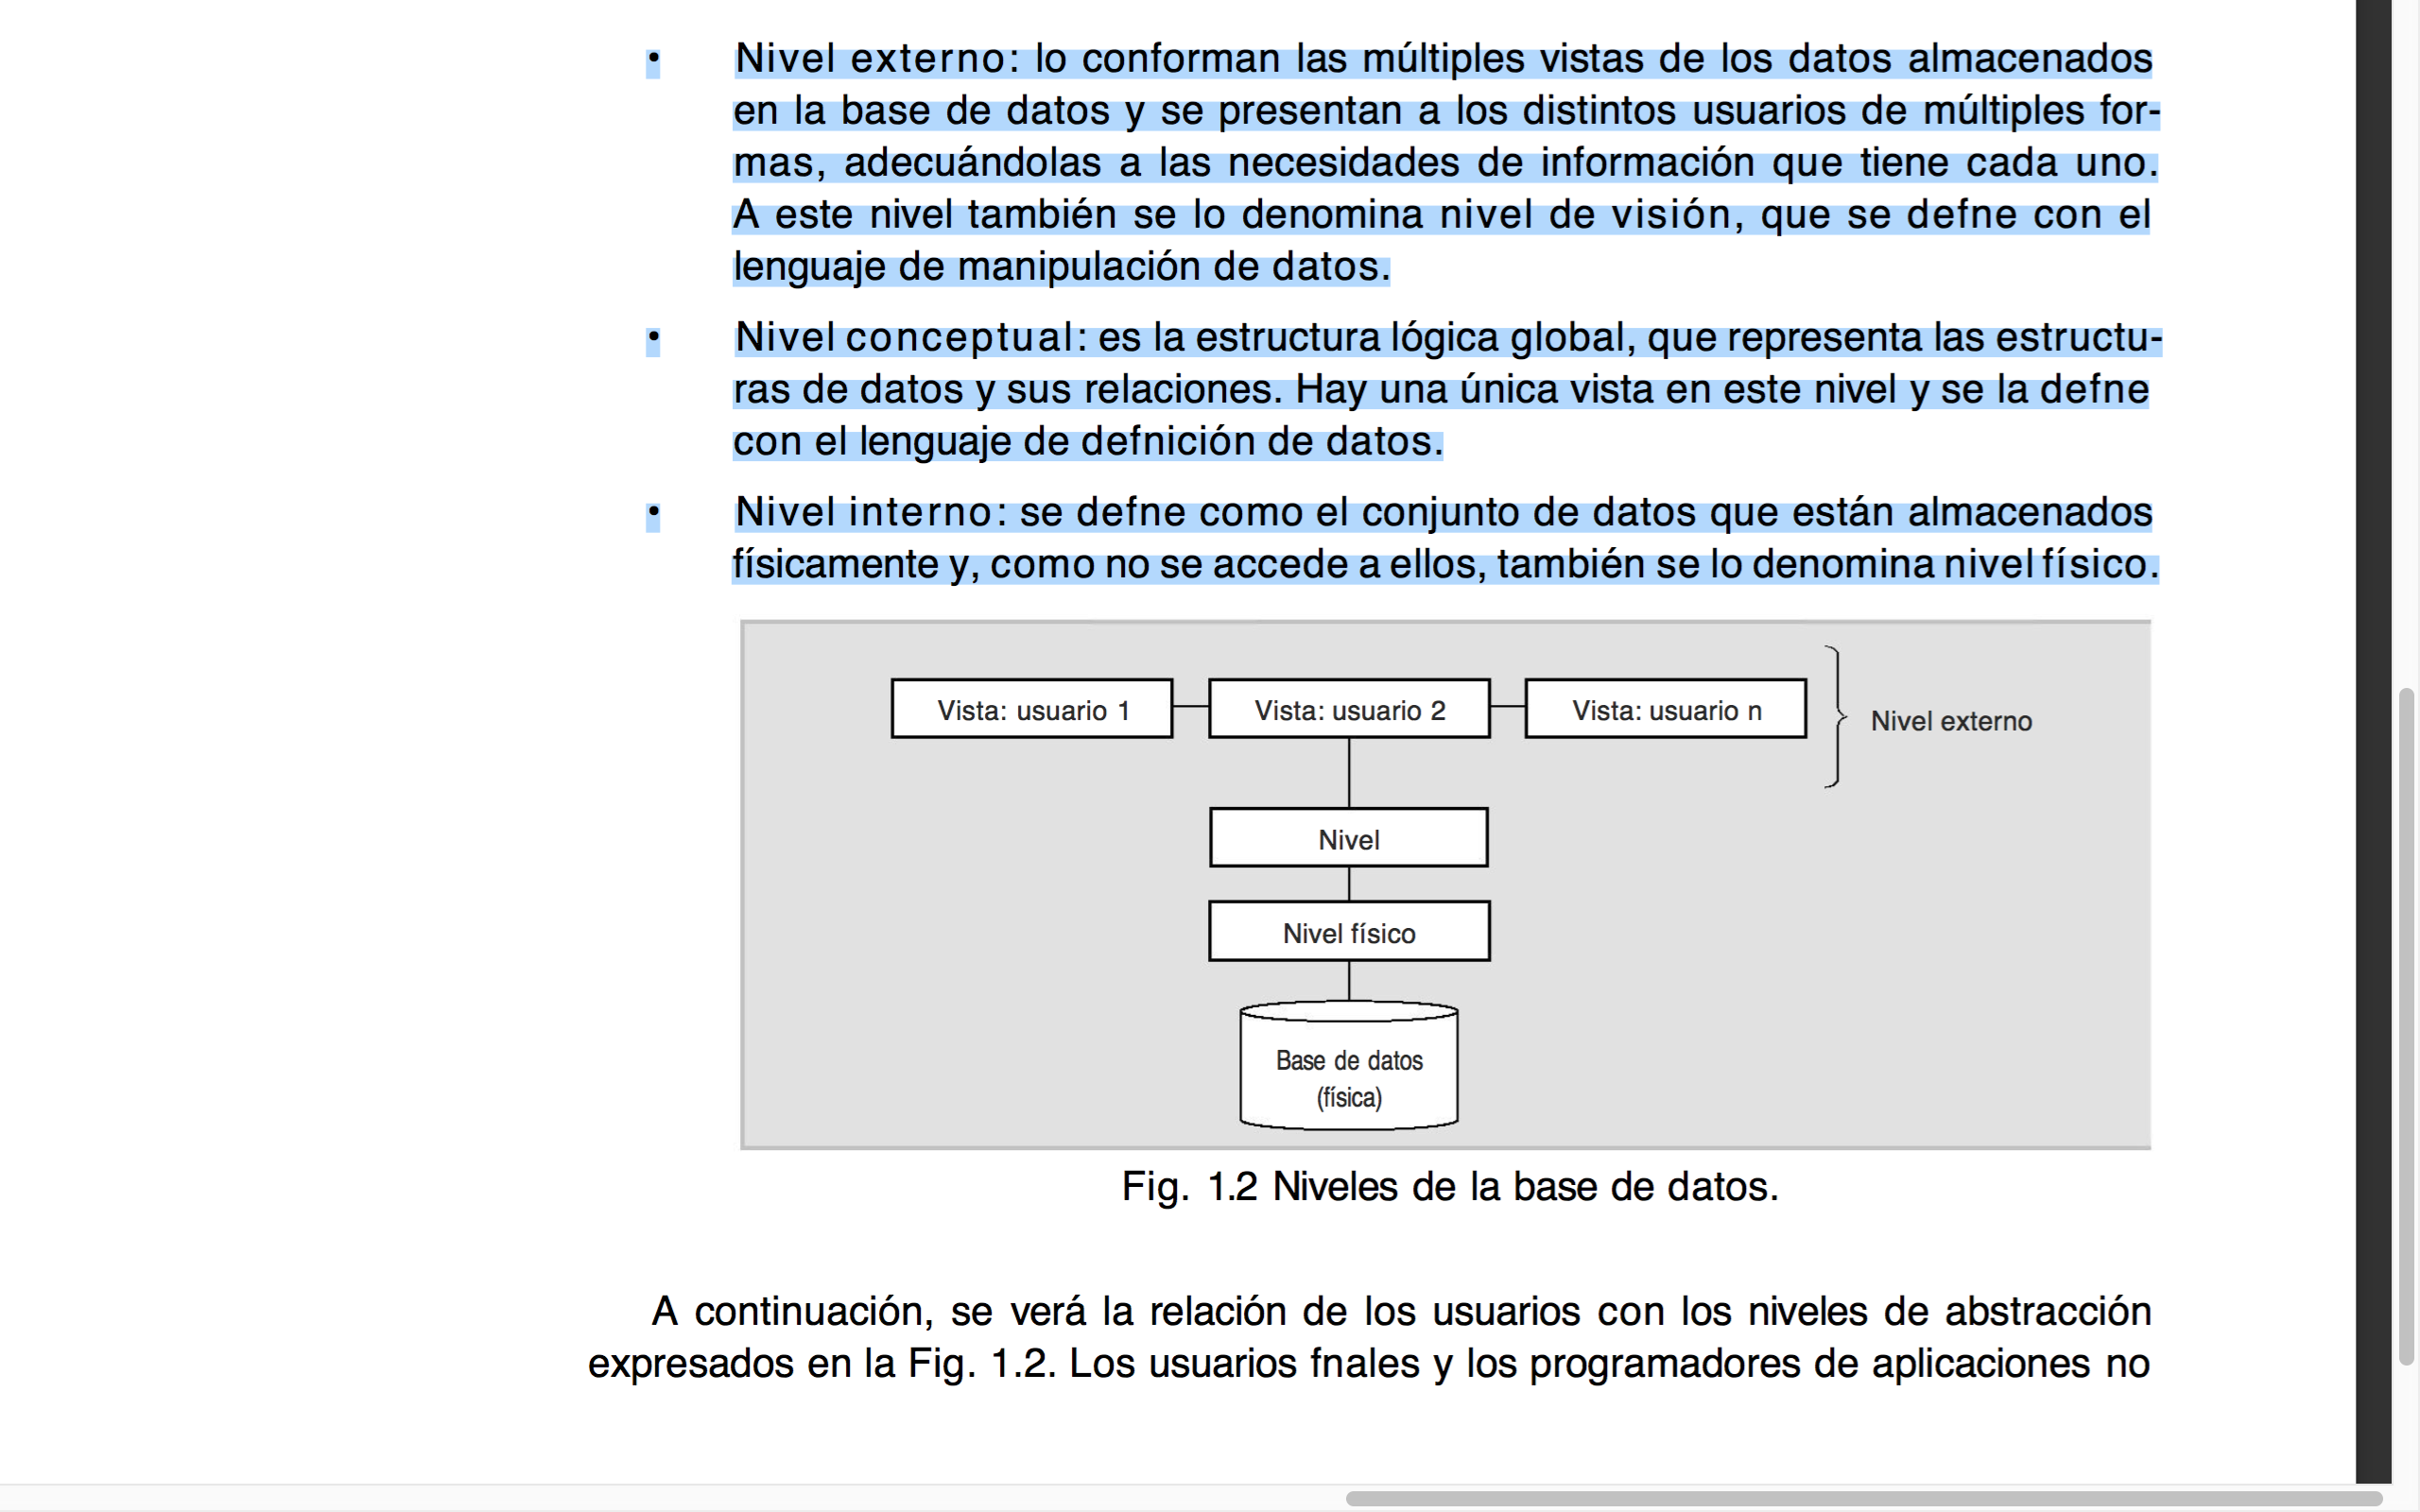 • Nivel externo: lo conforman las múltiples vistas de los datos almacenados
en la base de datos y se presentan a los distintos usuarios de múltiples for-
mas, adecuándolas a las necesidades de información que tiene cada uno.
A este nivel también se lo denomina nivel de visión, que se defne con el
lenguaje de manipulación de datos.
• Nivel conceptual: es la estructura lógica global, que representa las estructu-
ras de datos y sus relaciones. Hay una única vista en este nivel y se la defne
con el lenguaje de defnición de datos.
• Nivel interno: se defne como el conjunto de datos que están almacenados
físicamente y, como no se accede a ellos, también se lo denomina nivel físico.
Vista: usuario 1
Vista: usuario 2
Vista: usuario n
Nivel externo
Nivel
Nivel físico
Base de datos
(física)
Fig. 1.2 Niveles de la base de datos.
A continuación, se verá la relación de los usuarios con los niveles de abstracción
expresados en la Fig. 1.2. Los usuarios fnales y los programadores de aplicaciones no